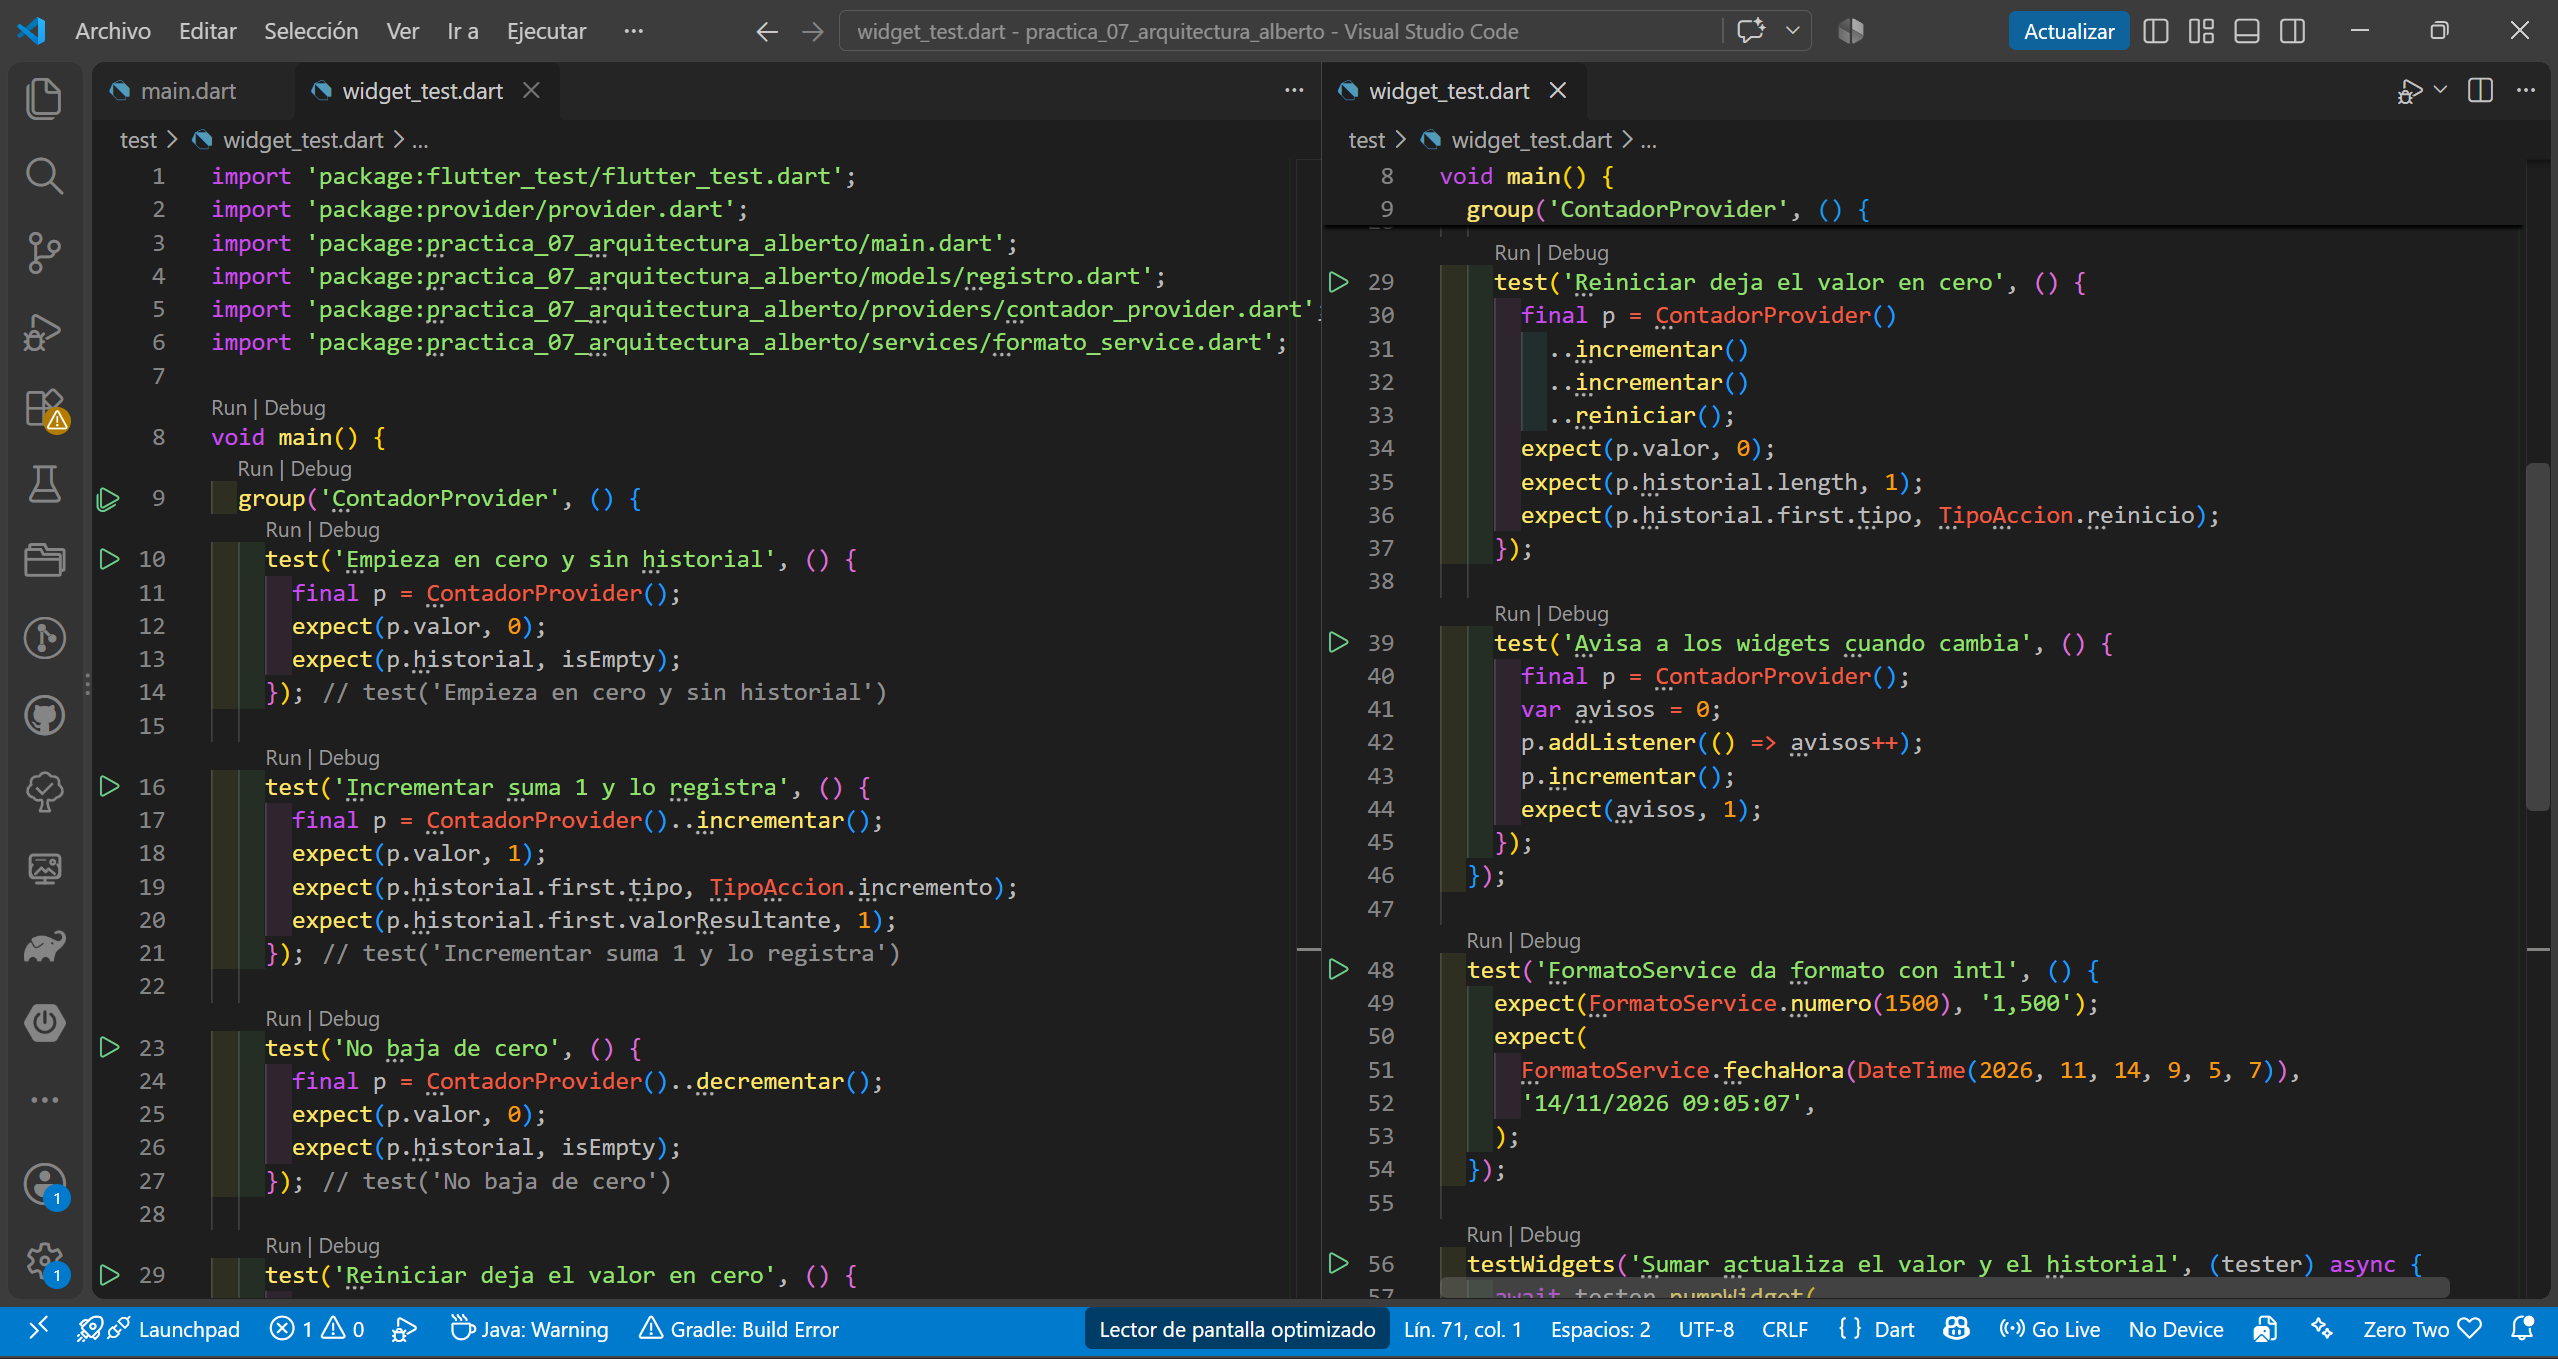 Archivo Editar Selección Ver Ir a Ejecutar ···
widget_test.dart - practica_07_arquitectura_alberto - Visual Studio Code
Actualizar
main.dart
widget_test.dart
test > widget_test.dart > ...
1 import 'package:flutter_test/flutter_test.dart';
2 import 'package:provider/provider.dart';
3 import 'package:practica_07_arquitectura_alberto/main.dart';
4 import 'package:practica_07_arquitectura_alberto/models/registro.dart';
5 import 'package:practica_07_arquitectura_alberto/providers/contador_provider.dart';
6 import 'package:practica_07_arquitectura_alberto/services/formato_service.dart';
7
Run | Debug
8 void main() {
Run | Debug
9 group('ContadorProvider', () {
Run | Debug
10 test('Empieza en cero y sin historial', () {
11 final p = ContadorProvider();
12 expect(p.valor, 0);
13 expect(p.historial, isEmpty);
14 }); // test('Empieza en cero y sin historial')
15
Run | Debug
16 test('Incrementar suma 1 y lo registra', () {
17 final p = ContadorProvider()..incrementar();
18 expect(p.valor, 1);
19 expect(p.historial.first.tipo, TipoAccion.incremento);
20 expect(p.historial.first.valorResultante, 1);
21 }); // test('Incrementar suma 1 y lo registra')
22
Run | Debug
23 test('No baja de cero', () {
24 final p = ContadorProvider()..decrementar();
25 expect(p.valor, 0);
26 expect(p.historial, isEmpty);
27 }); // test('No baja de cero')
28
Run | Debug
29 test('Reiniciar deja el valor en cero', () {
widget_test.dart
test > widget_test.dart > ...
8 void main() {
9 group('ContadorProvider', () {
Run | Debug
29 test('Reiniciar deja el valor en cero', () {
30 final p = ContadorProvider()
31 ..incrementar()
32 ..incrementar()
33 ..reiniciar();
34 expect(p.valor, 0);
35 expect(p.historial.length, 1);
36 expect(p.historial.first.tipo, TipoAccion.reinicio);
37 });
38
Run | Debug
39 test('Avisa a los widgets cuando cambia', () {
40 final p = ContadorProvider();
41 var avisos = 0;
42 p.addListener(() => avisos++);
43 p.incrementar();
44 expect(avisos, 1);
45 });
46 });
47
Run | Debug
48 test('FormatoService da formato con intl', () {
49 expect(FormatoService.numero(1500), '1,500');
50 expect(
51 FormatoService.fechaHora(DateTime(2026, 11, 14, 9, 5, 7)),
52 '14/11/2026 09:05:07',
53 );
54 });
55
Run | Debug
56 testWidgets('Sumar actualiza el valor y el historial', (tester) async {
57 await tester.pumpWidget(
1
1
Launchpad 1 0 Java: Warning Gradle: Build Error Lector de pantalla optimizado Lín. 71, col. 1 Espacios: 2 UTF-8 CRLF {} Dart Go Live No Device Zero Two